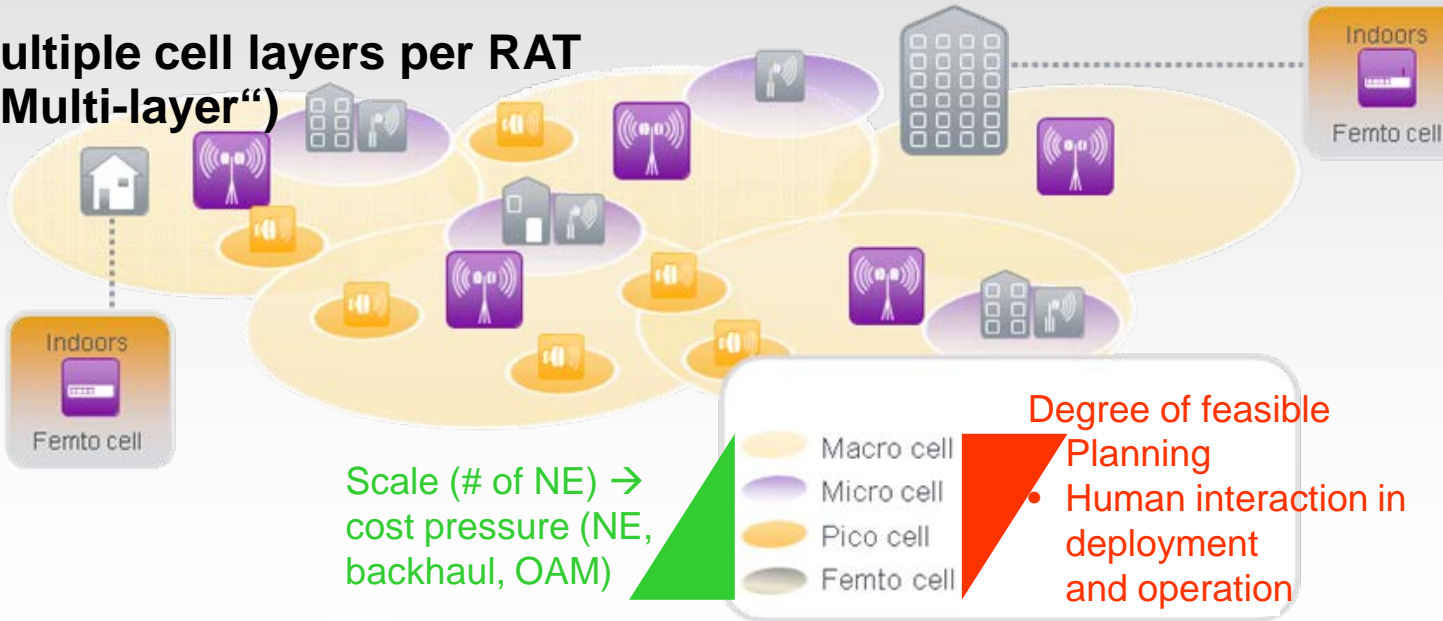 ultiple cell layers per RAT
Multi-layer“)
Indoors
Femto cell
Indoors
Femto cell
Scale (# of NE) →
cost pressure (NE,
backhaul, OAM)
Macro cell
Micro cell
Pico cell
Femto cell
Degree of feasible
Planning
• Human interaction in
deployment
and operation